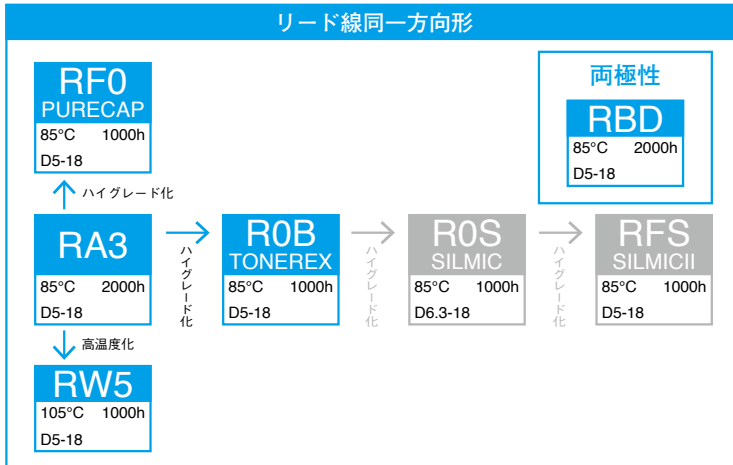 リード線同一方向形
RF0
PURECAP
85°C 1000h
D5-18
両極性
RBD
85°C 2000h
D5-18
ハイグレード化
RA3
85°C 2000h
D5-18
ハイグレード化
R0B
TONEREX
85°C 1000h
D5-18
ハイグレード化
R0S
SILMIC
85°C 1000h
D6.3-18
ハイグレード化
RFS
SILMICII
85°C 1000h
D5-18
高温度化
RW5
105°C 1000h
D5-18